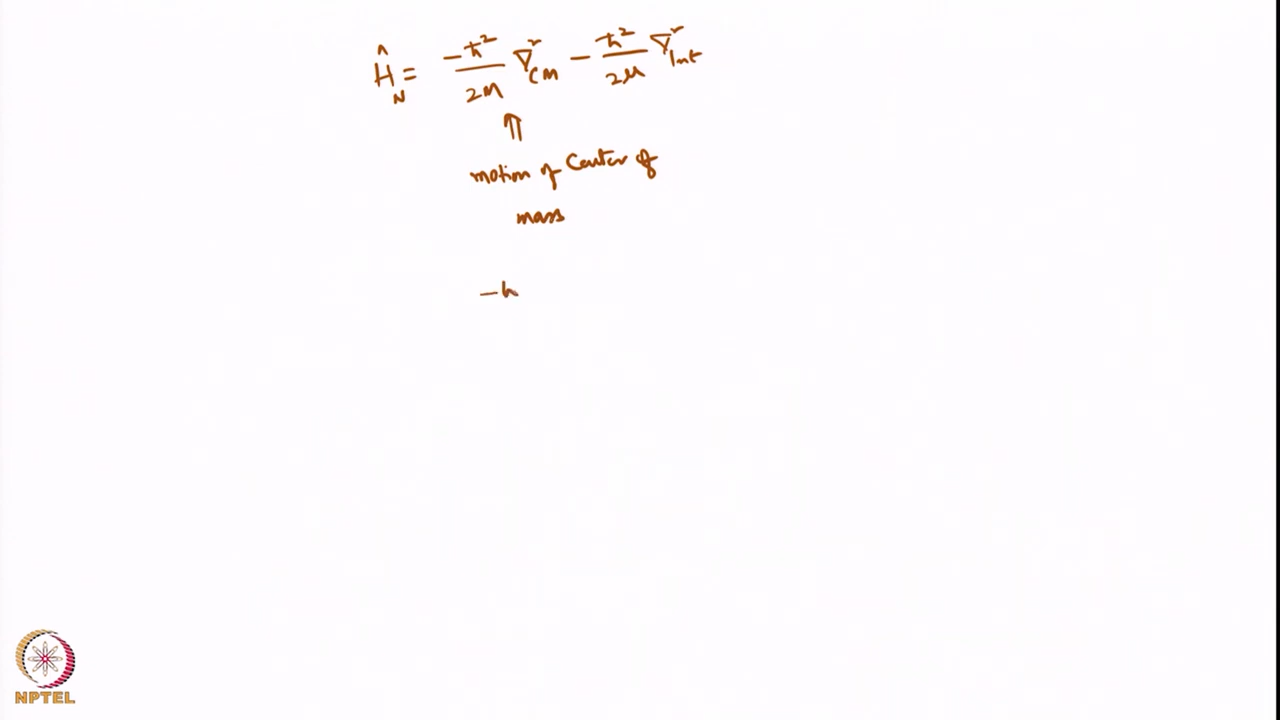 Ĥ_N = -ħ²/2M ∇²_CM - ħ²/2μ ∇²_Int
⇑
motion of Center of
mass
-h
NPTEL